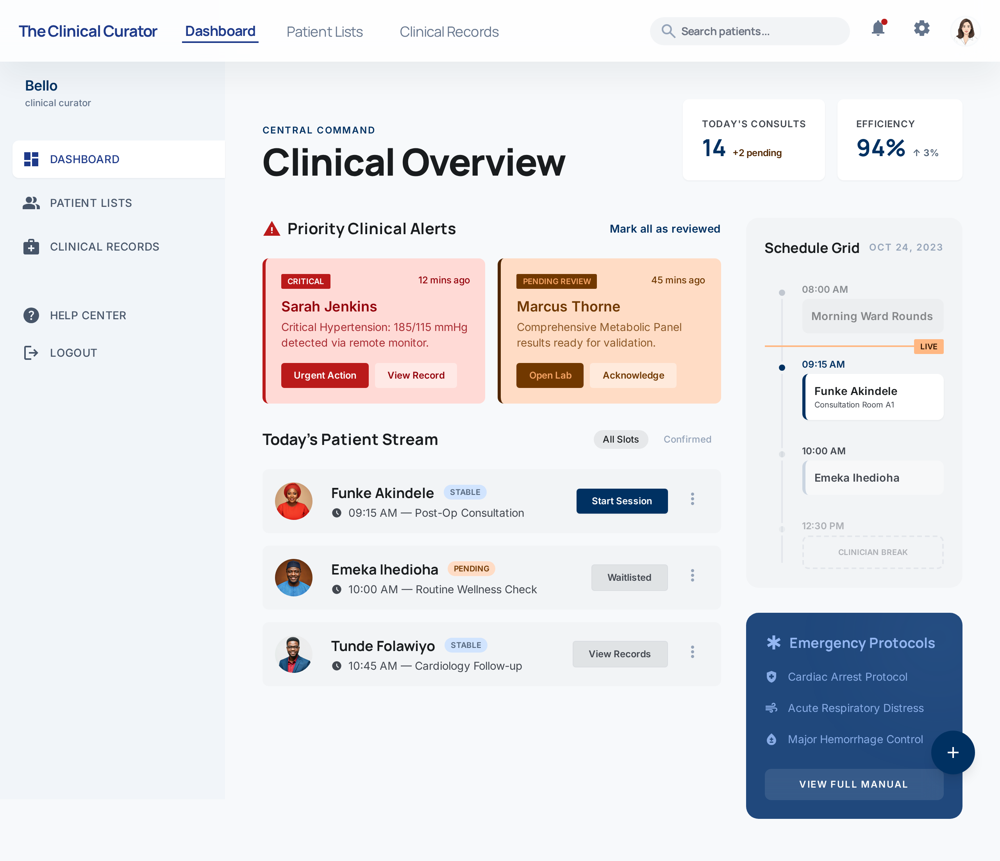 The Clinical Curator
Dashboard
Patient Lists
Clinical Records
Search patients...
Bello
clinical curator
DASHBOARD
PATIENT LISTS
CLINICAL RECORDS
HELP CENTER
LOGOUT
CENTRAL COMMAND
Clinical Overview
TODAY'S CONSULTS
14 +2 pending
EFFICIENCY
94% ↑ 3%
Priority Clinical Alerts
Mark all as reviewed
CRITICAL
12 mins ago
Sarah Jenkins
Critical Hypertension: 185/115 mmHg
detected via remote monitor.
Urgent Action
View Record
PENDING REVIEW
45 mins ago
Marcus Thorne
Comprehensive Metabolic Panel
results ready for validation.
Open Lab
Acknowledge
Today's Patient Stream
All Slots
Confirmed
Funke Akindele
STABLE
09:15 AM — Post-Op Consultation
Start Session
Emeka Ihedioha
PENDING
10:00 AM — Routine Wellness Check
Waitlisted
Tunde Folawiyo
STABLE
10:45 AM — Cardiology Follow-up
View Records
Schedule Grid
OCT 24, 2023
08:00 AM
Morning Ward Rounds
LIVE
09:15 AM
Funke Akindele
Consultation Room A1
10:00 AM
Emeka Ihedioha
12:30 PM
CLINICIAN BREAK
Emergency Protocols
Cardiac Arrest Protocol
Acute Respiratory Distress
Major Hemorrhage Control
VIEW FULL MANUAL